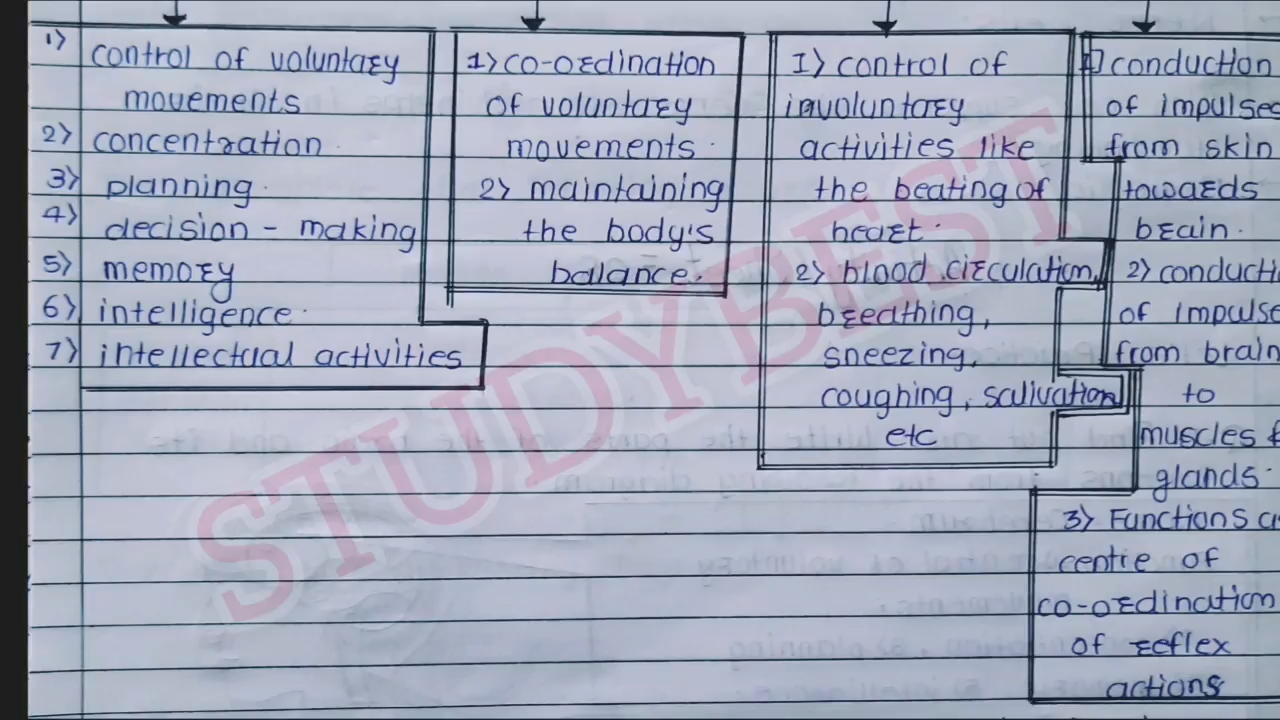 1) control of voluntary
movements
2) concentration.
3) planning.
4) decision - making
5) memory
6) intelligence.
7) intellectual activities
1) co-ordination
of voluntary
movements.
2) maintaining
the body's
balance.
I) control of
involuntary
activities like
the beating of
heart.
2) blood circulation,
breathing,
sneezing,
coughing, salivation
etc
1) conduction
of impulses
from skin
towards
brain.
2) conducti
of impulse
from brain
to
muscles &
glands.
3) Functions a
centre of
co-ordination
of reflex
actions
STUDYBEST